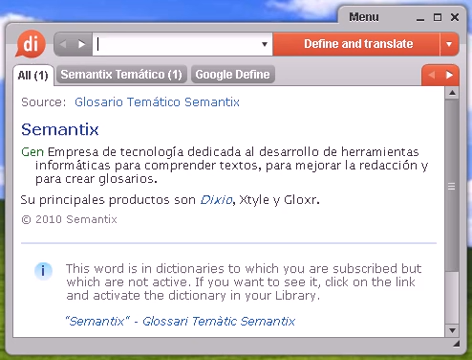 Menu
di
Define and translate
All (1) Semantix Temático (1) Google Define
Source: Glosario Temático Semantix
Semantix
Gen Empresa de tecnología dedicada al desarrollo de herramientas
informáticas para comprender textos, para mejorar la redacción y
para crear glosarios.
Su principales productos son Dixio, Xtyle y Gloxr.
© 2010 Semantix
i
This word is in dictionaries to which you are subscribed but
which are not active. If you want to see it, click on the link
and activate the dictionary in your Library.
"Semantix" - Glossari Temàtic Semantix